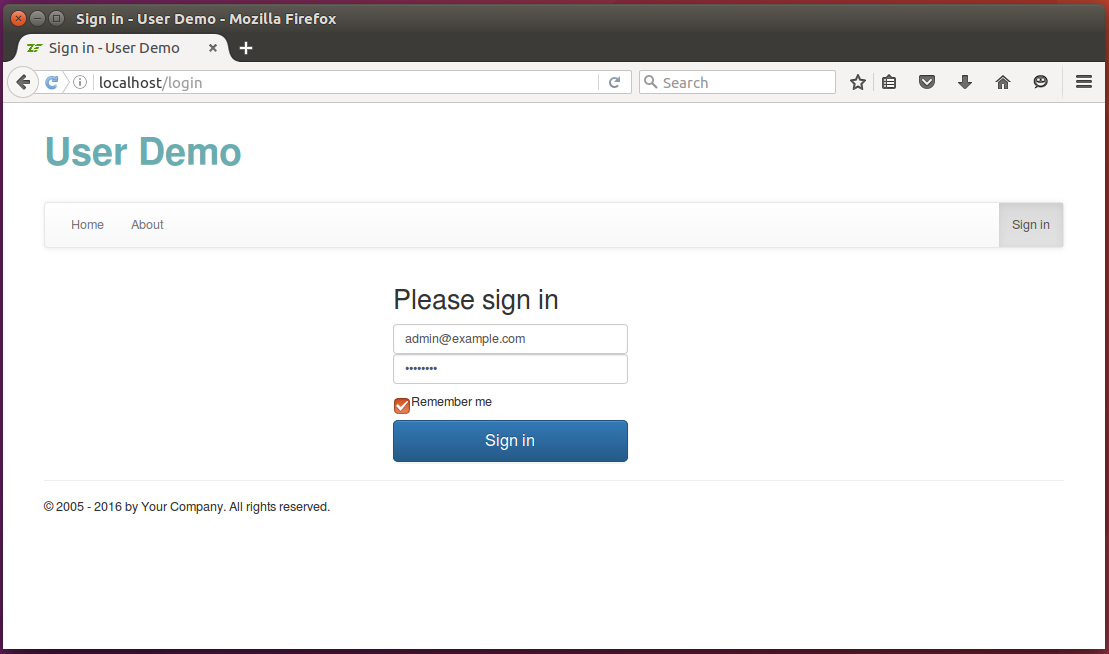 Sign in - User Demo - Mozilla Firefox
Sign in - User Demo
localhost/login
Search
User Demo
Home About Sign in
Please sign in
admin@example.com
••••••••
Remember me
Sign in
© 2005 - 2016 by Your Company. All rights reserved.